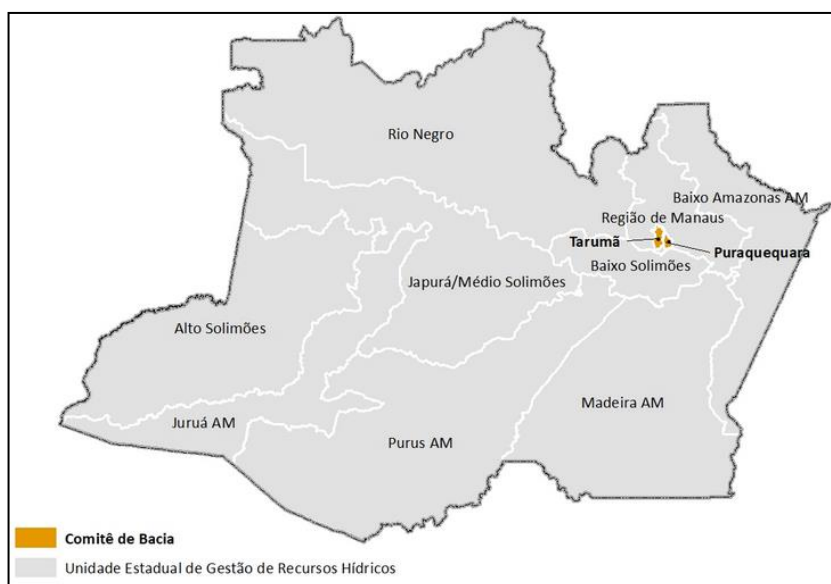 Rio Negro
Baixo Amazonas AM
Região de Manaus
Tarumã
Puraquequara
Baixo Solimões
Japurá/Médio Solimões
Alto Solimões
Madeira AM
Juruá AM
Purus AM
Comitê de Bacia
Unidade Estadual de Gestão de Recursos Hídricos